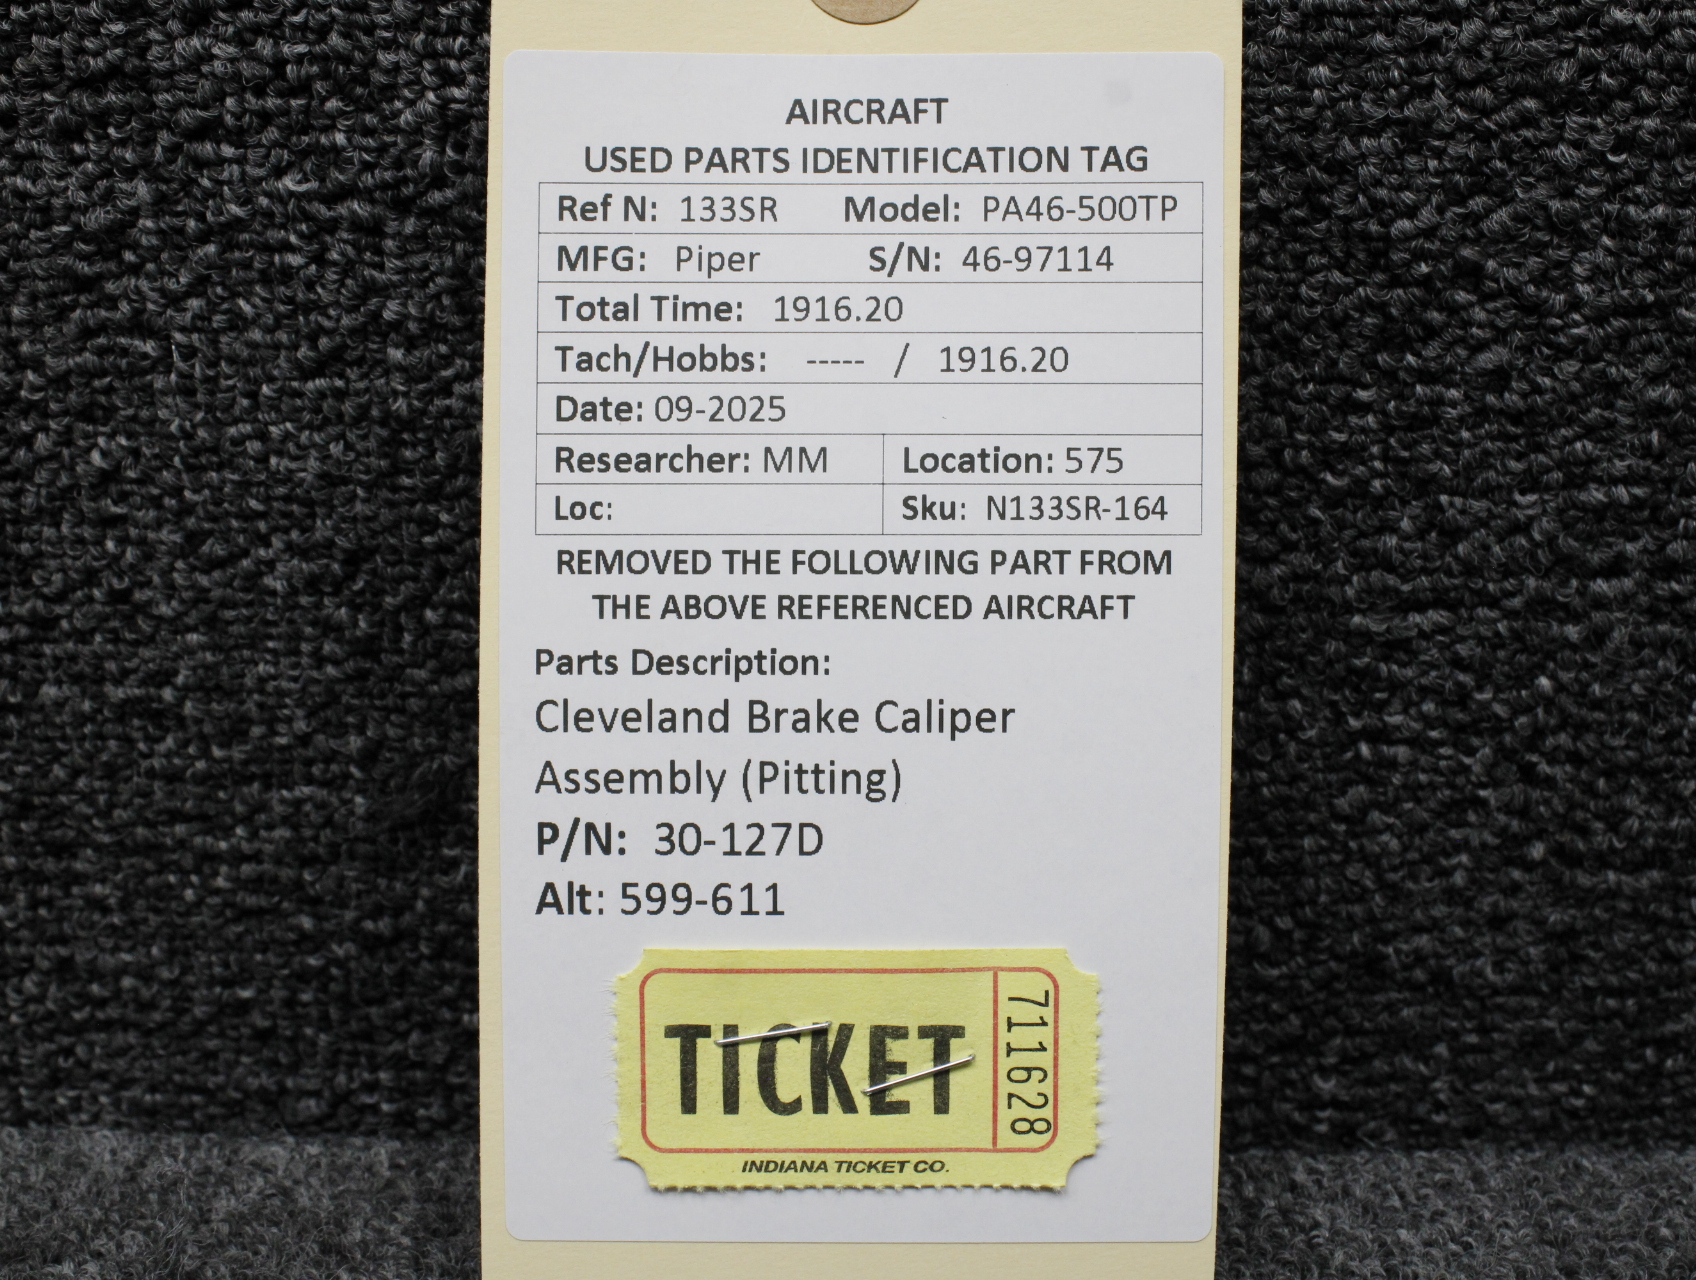 AIRCRAFT
USED PARTS IDENTIFICATION TAG
Ref N: 133SR Model: PA46-500TP
MFG: Piper S/N: 46-97114
Total Time: 1916.20
Tach/Hobbs: ----- / 1916.20
Date: 09-2025
Researcher: MM Location: 575
Loc: Sku: N133SR-164
REMOVED THE FOLLOWING PART FROM
THE ABOVE REFERENCED AIRCRAFT
Parts Description:
Cleveland Brake Caliper
Assembly (Pitting)
P/N: 30-127D
Alt: 599-611
TICKET
711628
INDIANA TICKET CO.